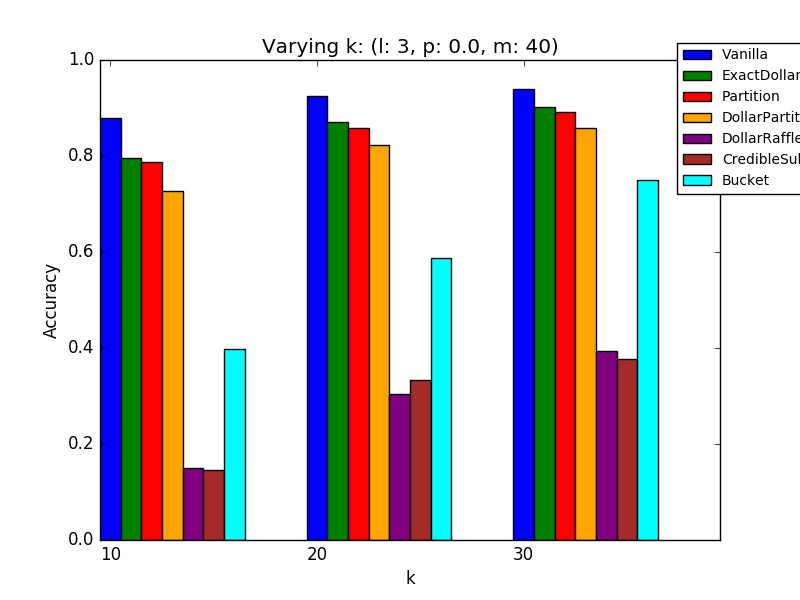 Varying k: (l: 3, p: 0.0, m: 40)
Vanilla
ExactDollar
Partition
DollarPartit
DollarRaffle
CredibleSul
Bucket
Accuracy
1.0
0.8
0.6
0.4
0.2
0.0
10 20 30
k